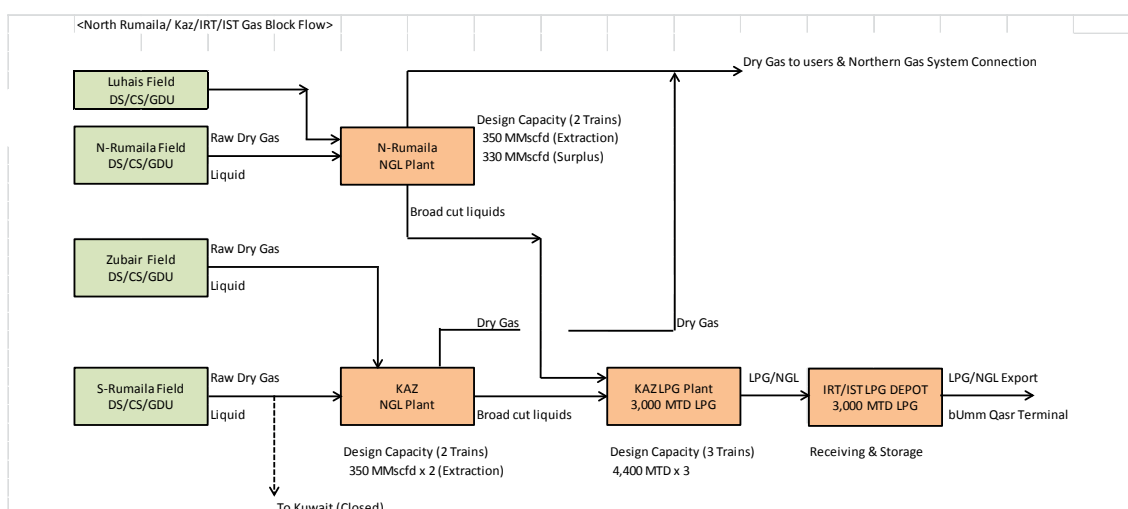 <North Rumaila/ Kaz/IRT/IST Gas Block Flow>
Dry Gas to users & Northern Gas System Connection
Luhais Field
DS/CS/GDU
Design Capacity (2 Trains)
350 MMscfd (Extraction)
330 MMscfd (Surplus)
Raw Dry Gas
N-Rumaila Field
DS/CS/GDU
Liquid
N-Rumaila
NGL Plant
Broad cut liquids
Raw Dry Gas
Zubair Field
DS/CS/GDU
Liquid
Dry Gas
Dry Gas
Raw Dry Gas
S-Rumaila Field
DS/CS/GDU
Liquid
KAZ
NGL Plant
Broad cut liquids
KAZ LPG Plant
3,000 MTD LPG
LPG/NGL
IRT/IST LPG DEPOT
3,000 MTD LPG
LPG/NGL Export
bUmm Qasr Terminal
Design Capacity (2 Trains)
350 MMscfd x 2 (Extraction)
Design Capacity (3 Trains)
4,400 MTD x 3
Receiving & Storage
To Kuwait (Closed)